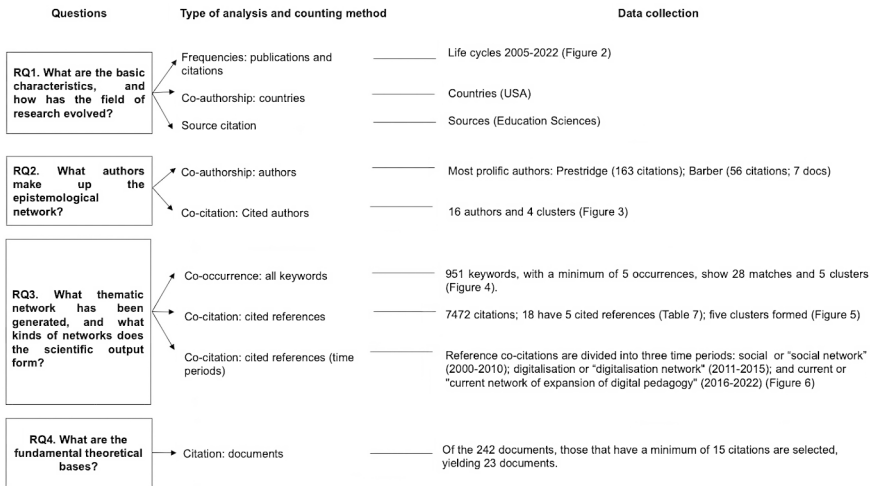 Questions
Type of analysis and counting method
Data collection
RQ1. What are the basic
characteristics, and
how has the field of
research evolved?
Frequencies: publications and
citations
Life cycles 2005-2022 (Figure 2)
Co-authorship: countries
Countries (USA)
Source citation
Sources (Education Sciences)
RQ2. What authors
make up the
epistemological
network?
Co-authorship: authors
Most prolific authors: Prestridge (163 citations); Barber (56 citations; 7 docs)
Co-citation: Cited authors
16 authors and 4 clusters (Figure 3)
RQ3. What thematic
network has been
generated, and what
kinds of networks does
the scientific output
form?
Co-occurrence: all keywords
951 keywords, with a minimum of 5 occurrences, show 28 matches and 5 clusters
(Figure 4).
Co-citation: cited references
7472 citations; 18 have 5 cited references (Table 7); five clusters formed (Figure 5)
Co-citation: cited references (time
periods)
Reference co-citations are divided into three time periods: social or “social network”
(2000-2010); digitalisation or “digitalisation network" (2011-2015); and current or
"current network of expansion of digital pedagogy" (2016-2022) (Figure 6)
RQ4. What are the
fundamental theoretical
bases?
Citation: documents
Of the 242 documents, those that have a minimum of 15 citations are selected,
yielding 23 documents.